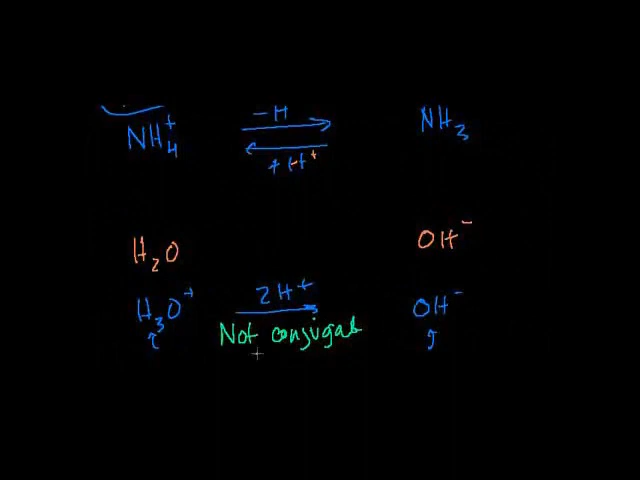 -H
NH4+ NH3
+H+
H2O OH-
2H+
H3O+ OH-
Not conjugat